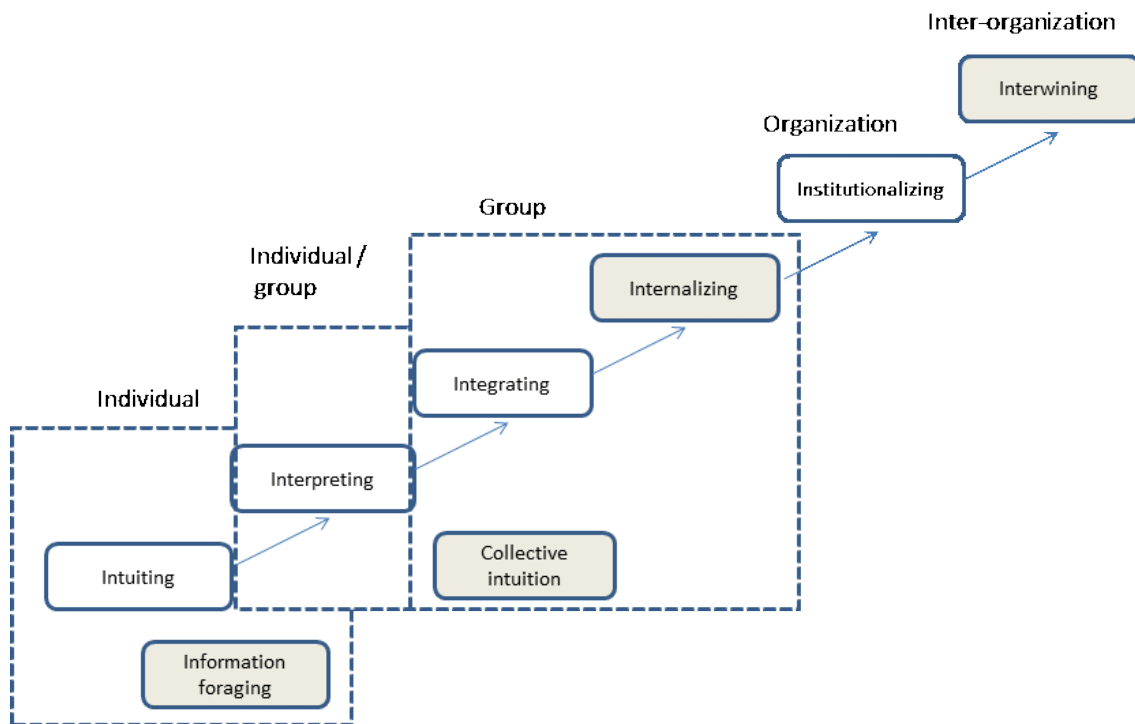 Inter-organization
Interwining
Organization
Institutionalizing
Group
Individual /
group
Internalizing
Integrating
Individual
Interpreting
Collective
intuition
Intuiting
Information
foraging